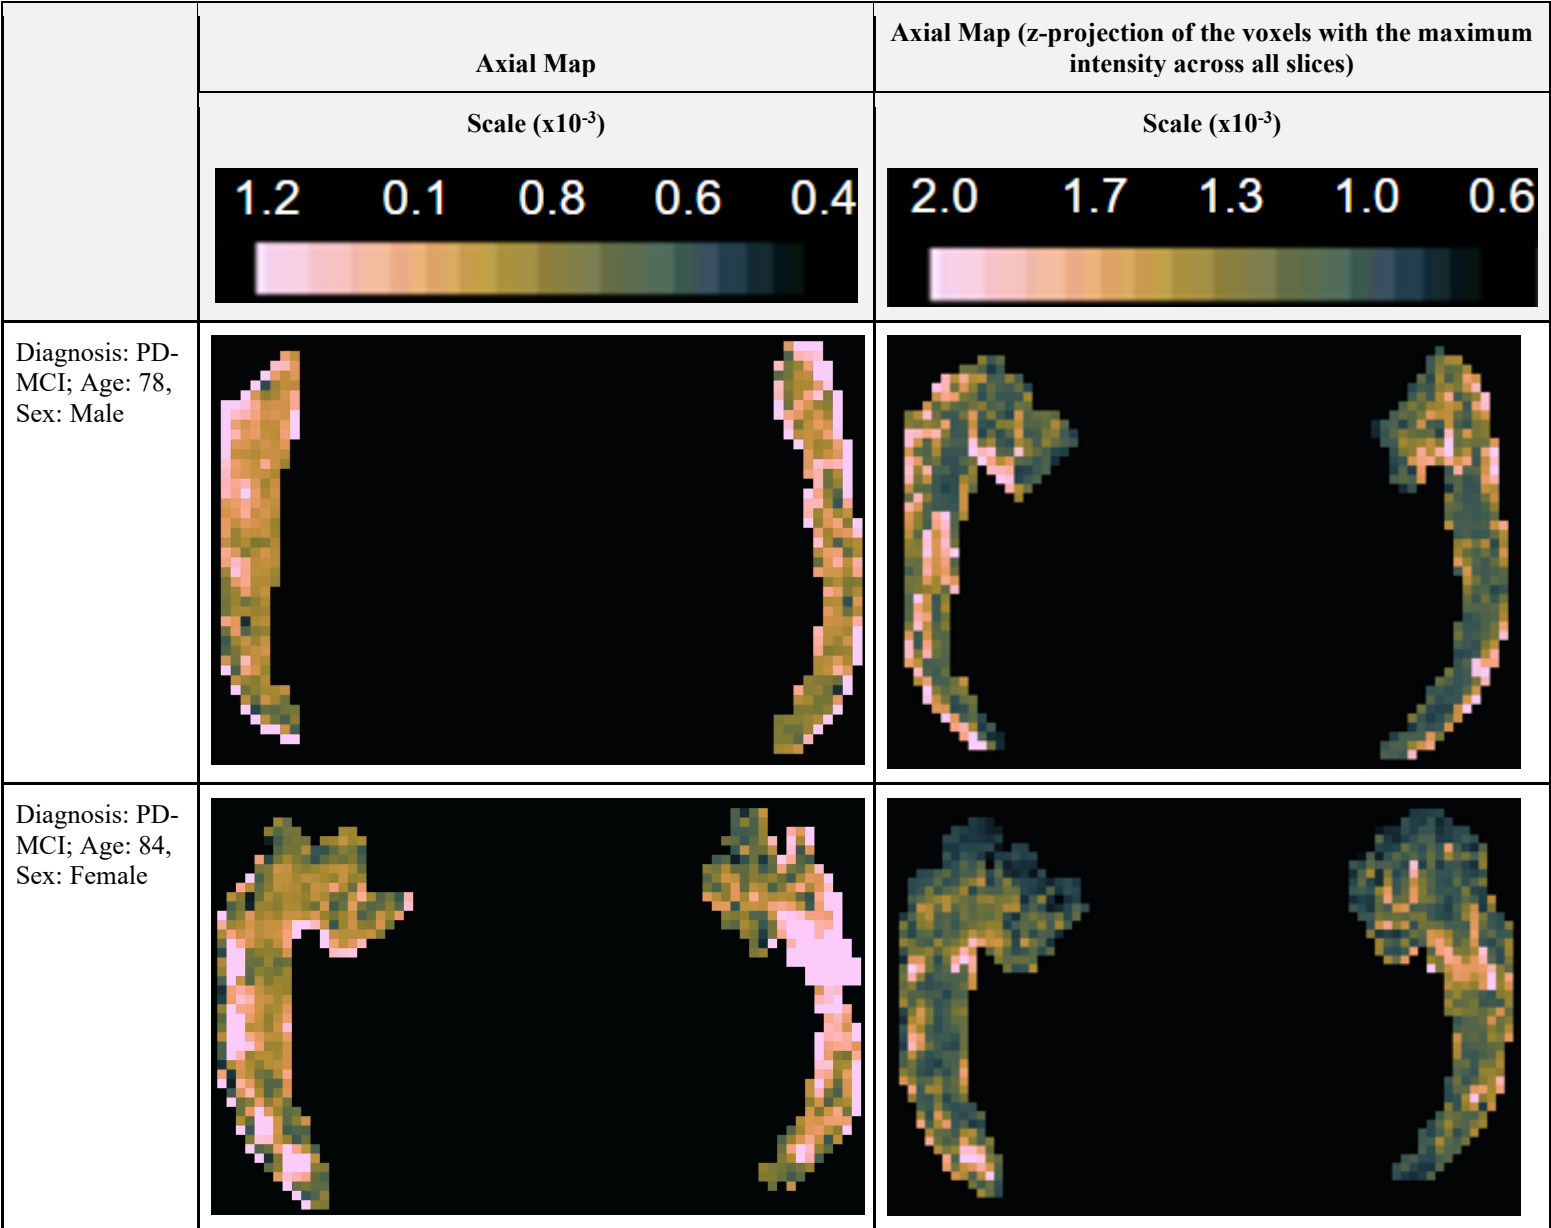 Axial Map
Axial Map (z-projection of the voxels with the maximum
intensity across all slices)
Scale (x10⁻³)
Scale (x10⁻³)
1.2 0.1 0.8 0.6 0.4
2.0 1.7 1.3 1.0 0.6
Diagnosis: PD-
MCI; Age: 78,
Sex: Male
Diagnosis: PD-
MCI; Age: 84,
Sex: Female